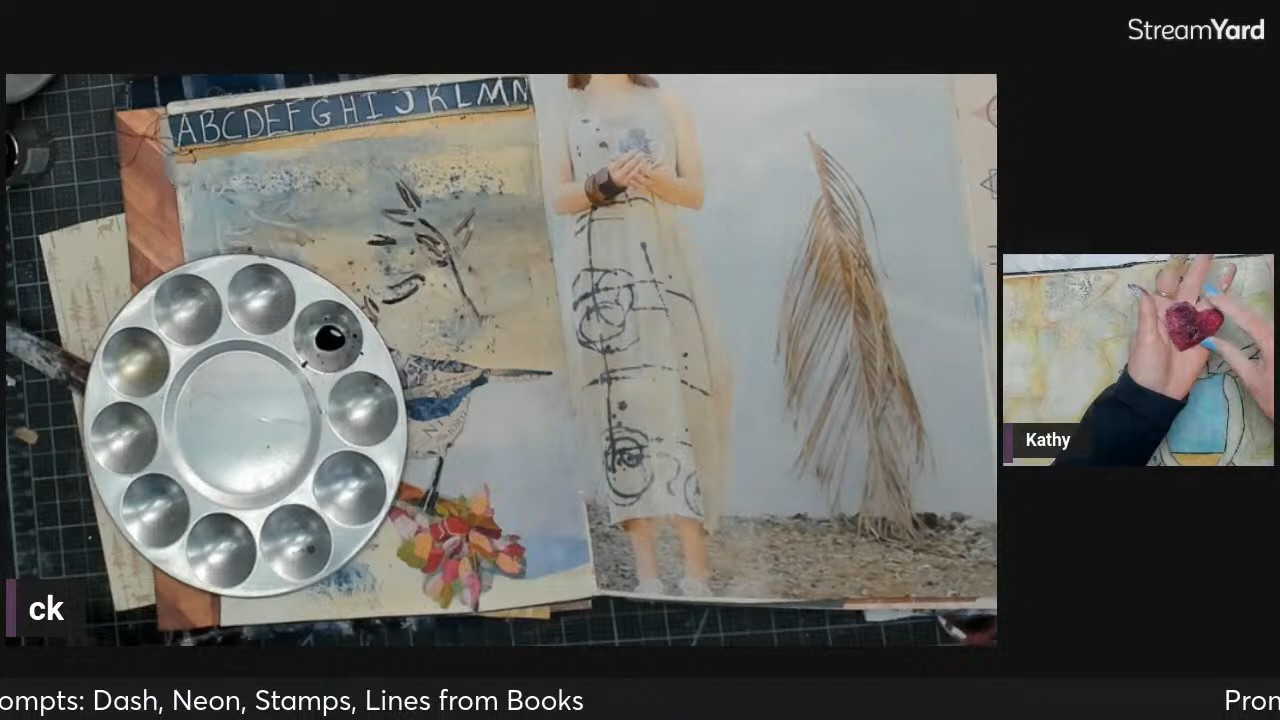 StreamYard
ABCDEFGHIJKLMN
Kathy
ck
ompts: Dash, Neon, Stamps, Lines from Books
Pron